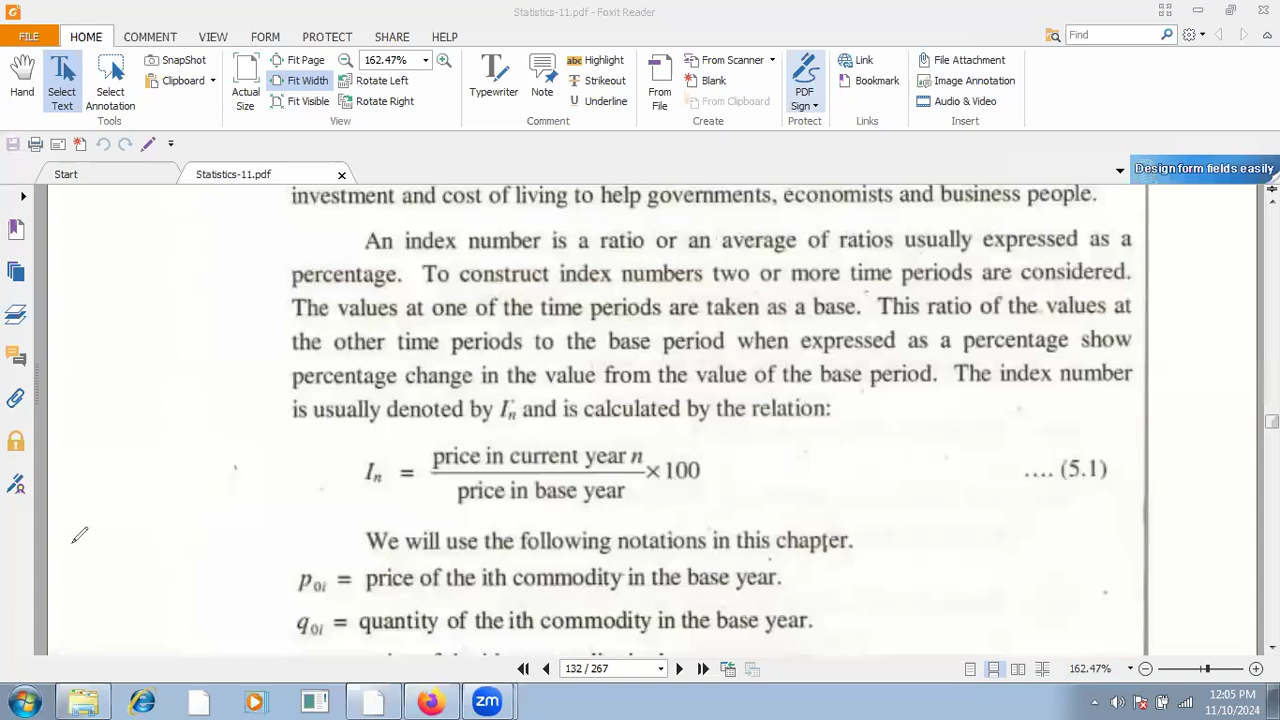 Statistics-11.pdf - Foxit Reader
FILE HOME COMMENT VIEW FORM PROTECT SHARE HELP
Find
SnapShot Fit Page 162.47% abc Highlight From Scanner Link File Attachment
Clipboard Fit Width Rotate Left abc Strikeout Blank Bookmark Image Annotation
Hand Select Text Select Annotation Actual Size Fit Visible Rotate Right Typewriter Note U Underline From File From Clipboard PDF Sign Audio & Video
Tools View Comment Create Protect Links Insert
Start Statistics-11.pdf Design form fields easily
investment and cost of living to help governments, economists and business people.
An index number is a ratio or an average of ratios usually expressed as a
percentage. To construct index numbers two or more time periods are considered.
The values at one of the time periods are taken as a base. This ratio of the values at
the other time periods to the base period when expressed as a percentage show
percentage change in the value from the value of the base period. The index number
is usually denoted by Iₙ and is calculated by the relation:
Iₙ = price in current year n / price in base year × 100 .... (5.1)
We will use the following notations in this chapter.
p₀ᵢ = price of the ith commodity in the base year.
q₀ᵢ = quantity of the ith commodity in the base year.
132 / 267 162.47%
zm
12:05 PM
11/10/2024